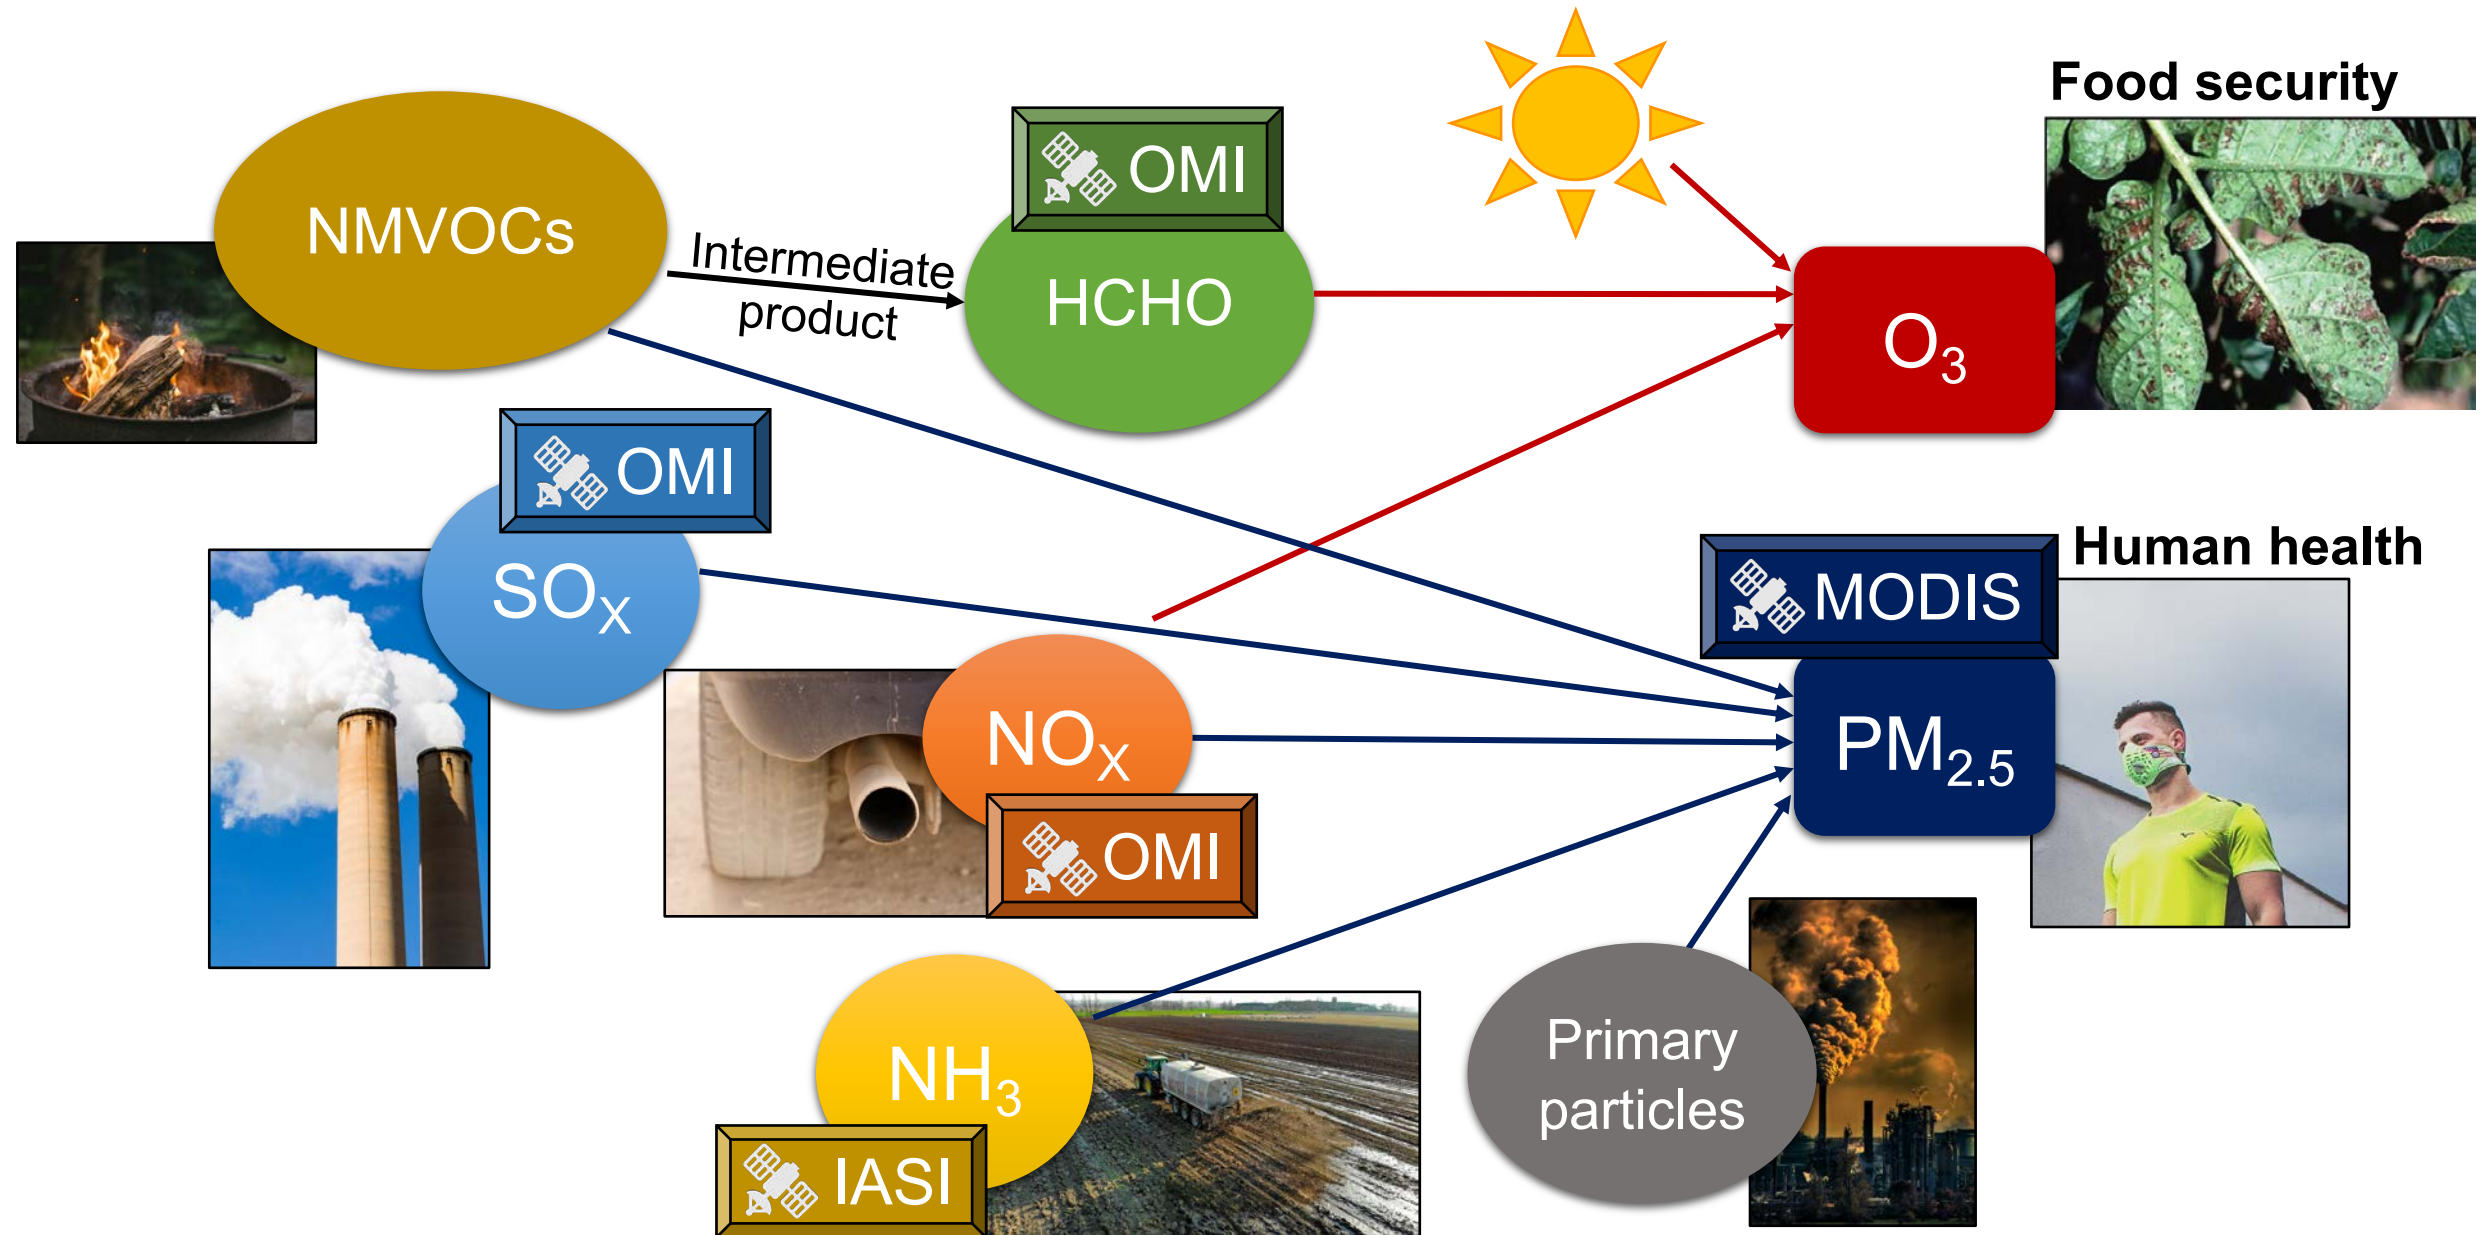 Food security
OMI
NMVOCs
Intermediate
product
HCHO
O₃
OMI
SOₓ
Human health
MODIS
NOₓ
PM₂.₅
OMI
NH₃
Primary
particles
IASI